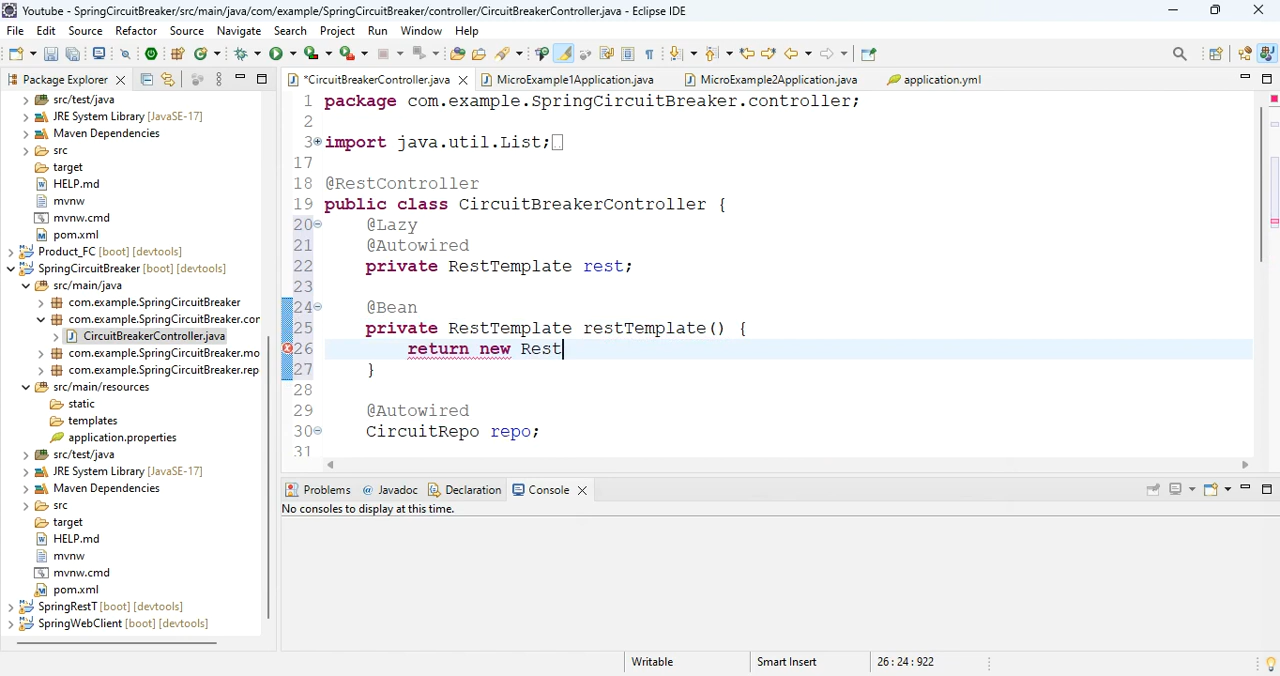 Youtube - SpringCircuitBreaker/src/main/java/com/example/SpringCircuitBreaker/controller/CircuitBreakerController.java - Eclipse IDE
File Edit Source Refactor Source Navigate Search Project Run Window Help
Package Explorer
*CircuitBreakerController.java MicroExample1Application.java MicroExample2Application.java application.yml
src/test/java
JRE System Library [JavaSE-17]
Maven Dependencies
src
target
HELP.md
mvnw
mvnw.cmd
pom.xml
Product_FC [boot] [devtools]
SpringCircuitBreaker [boot] [devtools]
src/main/java
com.example.SpringCircuitBreaker
com.example.SpringCircuitBreaker.cor
CircuitBreakerController.java
com.example.SpringCircuitBreaker.mo
com.example.SpringCircuitBreaker.rep
src/main/resources
static
templates
application.properties
src/test/java
JRE System Library [JavaSE-17]
Maven Dependencies
src
target
HELP.md
mvnw
mvnw.cmd
pom.xml
SpringRestT [boot] [devtools]
SpringWebClient [boot] [devtools]
1 package com.example.SpringCircuitBreaker.controller;
2
3 import java.util.List;
17
18 @RestController
19 public class CircuitBreakerController {
20 @Lazy
21 @Autowired
22 private RestTemplate rest;
23
24 @Bean
25 private RestTemplate restTemplate() {
26 return new Rest
27 }
28
29 @Autowired
30 CircuitRepo repo;
31
Problems Javadoc Declaration Console
No consoles to display at this time.
Writable Smart Insert 26 : 24 : 922